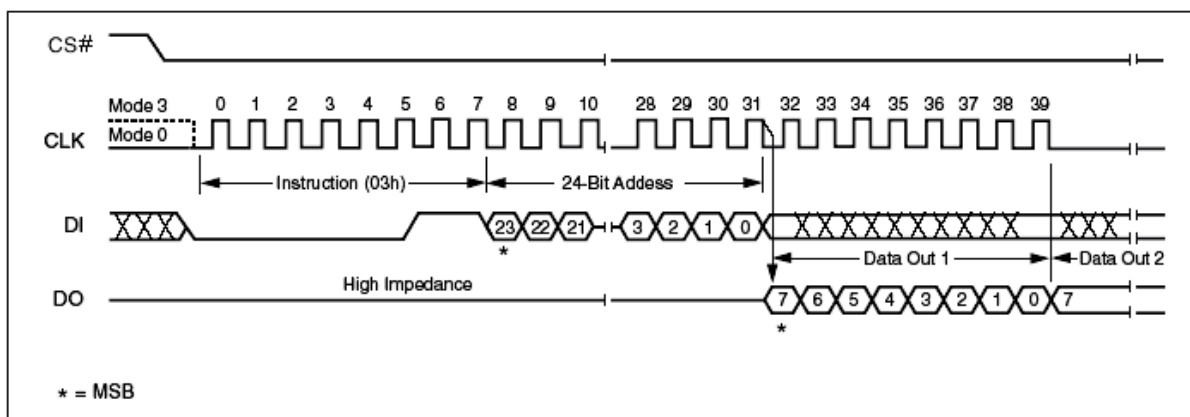 CS#
Mode 3 0 1 2 3 4 5 6 7 8 9 10 28 29 30 31 32 33 34 35 36 37 38 39
Mode 0
CLK
Instruction (03h) 24-Bit Addess
DI 23 22 21 3 2 1 0
* Data Out 1 Data Out 2
High Impedance
DO 7 6 5 4 3 2 1 0 7
*
* = MSB